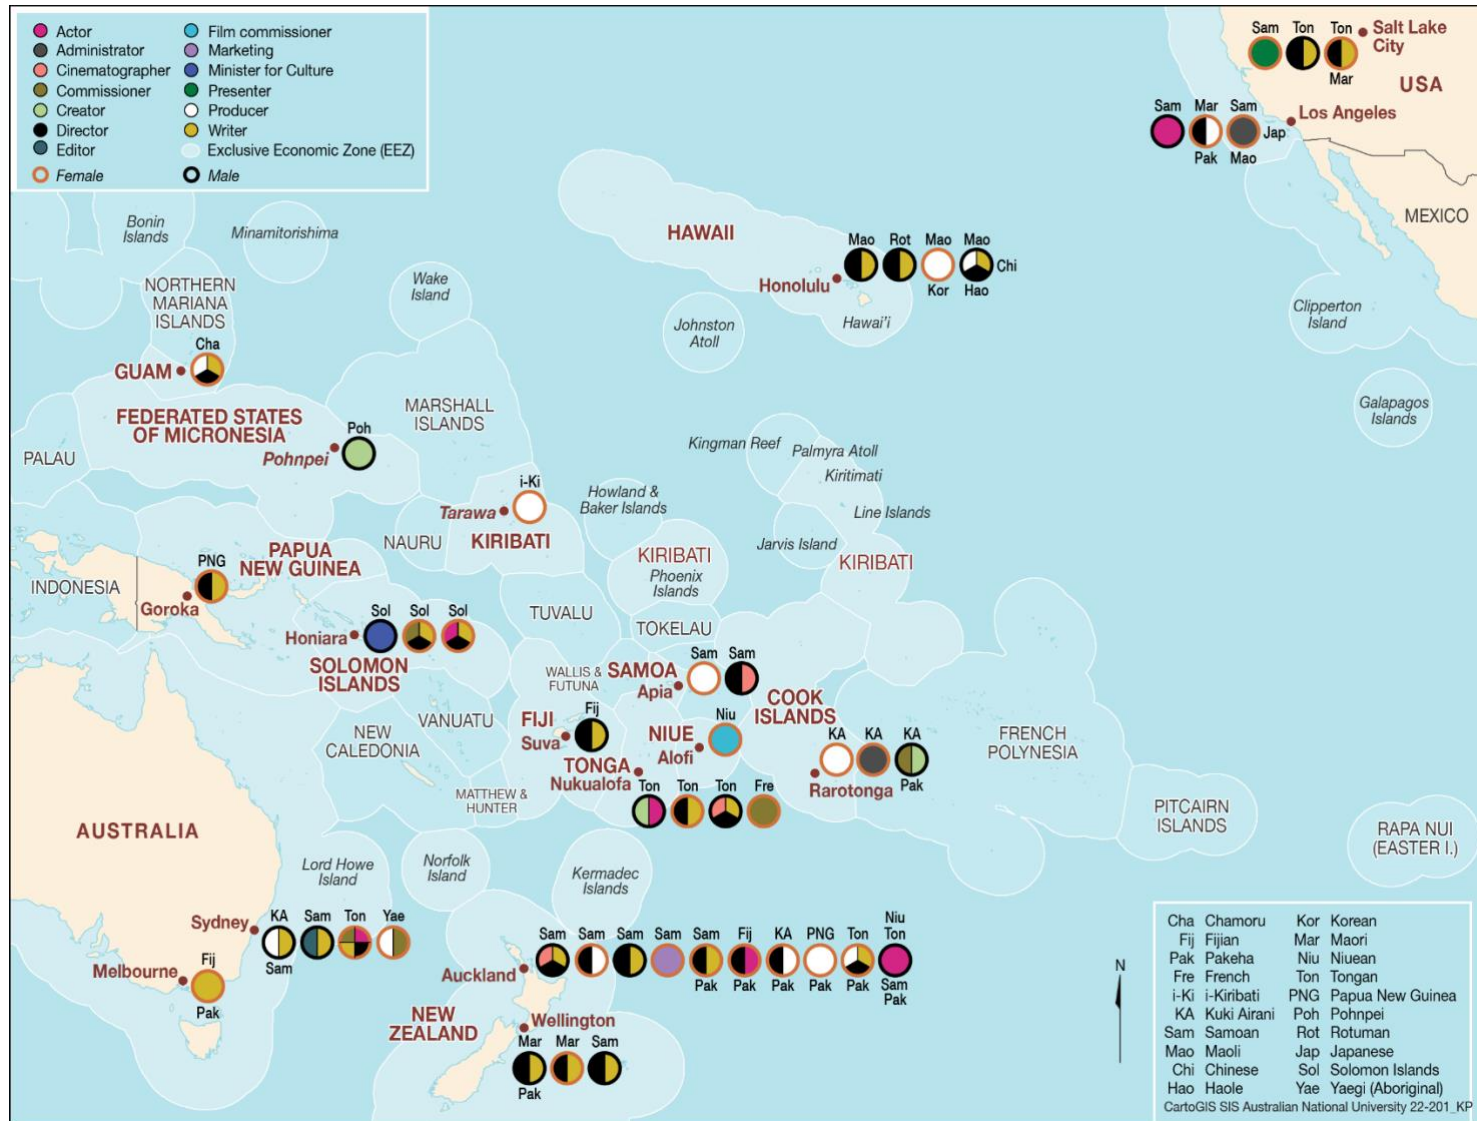 Actor
Administrator
Cinematographer
Commissioner
Creator
Director
Editor
Female
Film commissioner
Marketing
Minister for Culture
Presenter
Producer
Writer
Exclusive Economic Zone (EEZ)
Male
Sam Ton Ton
Mar
Salt Lake
City
USA
Sam Mar Sam
Jap
Pak Mao
Los Angeles
MEXICO
Bonin
Islands
Minamitorishima
NORTHERN
MARIANA
ISLANDS
Wake
Island
HAWAII
Mao Rot Mao Mao
Chi
Kor Hao
Honolulu
Hawai'i
Johnston
Atoll
Clipperton
Island
Galapagos
Islands
Cha
GUAM
FEDERATED STATES
OF MICRONESIA
Poh
Pohnpei
MARSHALL
ISLANDS
PALAU
Kingman Reef
Palmyra Atoll
Kiritimati
Line Islands
Jarvis Island
i-Ki
Tarawa
KIRIBATI
Howland &
Baker Islands
NAURU
KIRIBATI
Phoenix
Islands
KIRIBATI
INDONESIA
PNG
PAPUA
NEW GUINEA
Goroka
Sol Sol Sol
Honiara
SOLOMON
ISLANDS
TUVALU
TOKELAU
WALLIS &
FUTUNA
SAMOA
Apia
Sam Sam
COOK
ISLANDS
VANUATU
NEW
CALEDONIA
FIJI
Suva
Fij
NIUE
Alofi
Niu
TONGA
Nukualofa
Ton Ton Ton Fre
KA KA KA
Pak
Rarotonga
FRENCH
POLYNESIA
MATTHEW &
HUNTER
PITCAIRN
ISLANDS
RAPA NUI
(EASTER I.)
AUSTRALIA
Lord Howe
Island
Norfolk
Island
Kermadec
Islands
Sydney
KA Sam Ton Yae
Sam
Melbourne
Fij
Pak
Auckland
Niu
Sam Sam Sam Sam Sam Fij KA PNG Ton Ton
Pak Pak Pak Pak Pak Sam
Pak
NEW
ZEALAND
Wellington
Mar Mar Sam
Pak
N
Cha Chamoru
Fij Fijian
Pak Pakeha
Fre French
i-Ki i-Kiribati
KA Kuki Airani
Sam Samoan
Mao Maoli
Chi Chinese
Hao Haole
Kor Korean
Mar Maori
Niu Niuean
Ton Tongan
PNG Papua New Guinea
Poh Pohnpei
Rot Rotuman
Jap Japanese
Sol Solomon Islands
Yae Yaegi (Aboriginal)
CartoGIS SIS Australian National University 22-201_KP